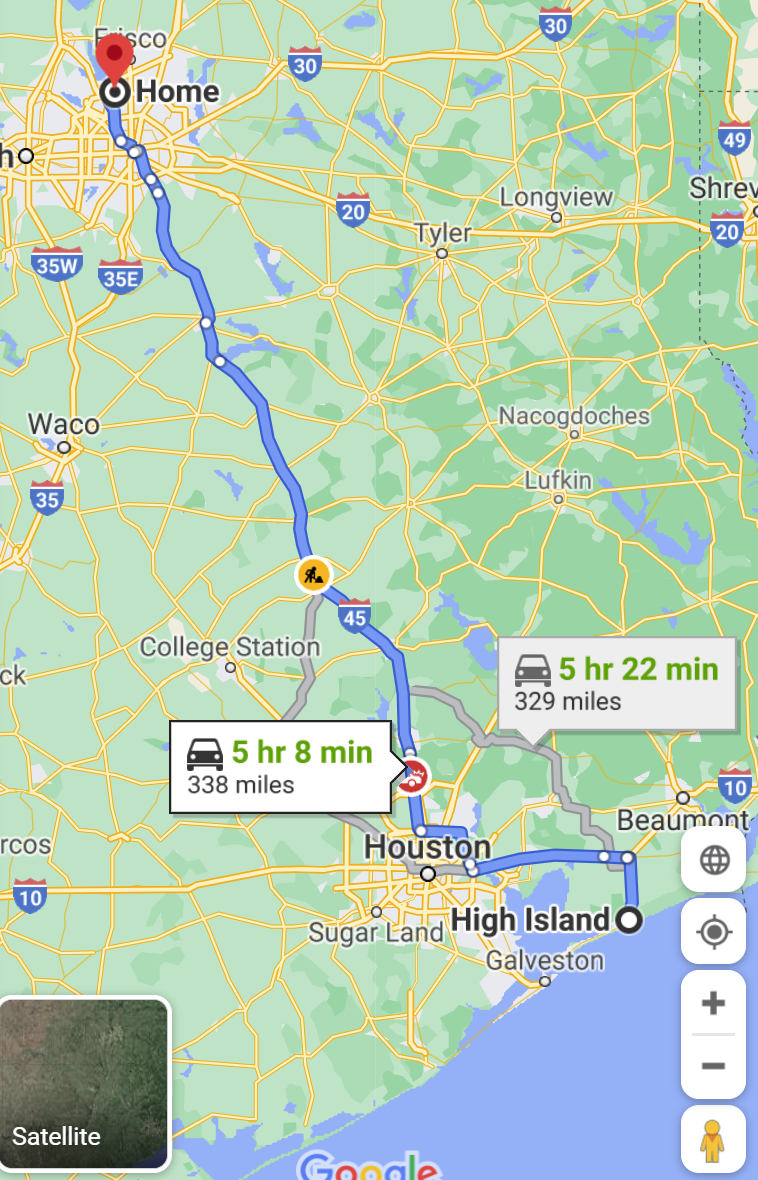 Frisco
30
30
Home
49
h
Longview
Shrev
20
Tyler
20
35W
35E
Waco
Nacogdoches
35
Lufkin
45
College Station
5 hr 22 min
329 miles
ck
5 hr 8 min
338 miles
10
Beaumont
rcos
Houston
10
High Island
Sugar Land
Galveston
Satellite
Google